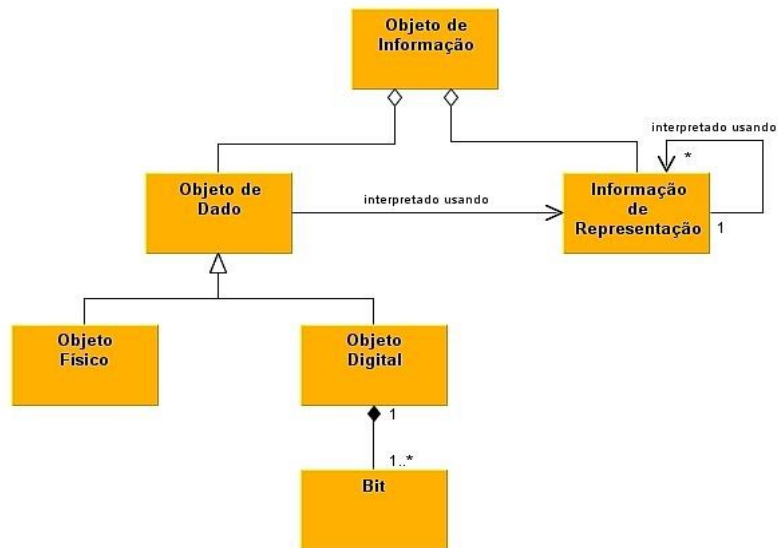 Objeto de
Informação
interpretado usando
*
Objeto de
Dado
interpretado usando
Informação
de
Representação
1
Objeto
Físico
Objeto
Digital
1
1..*
Bit